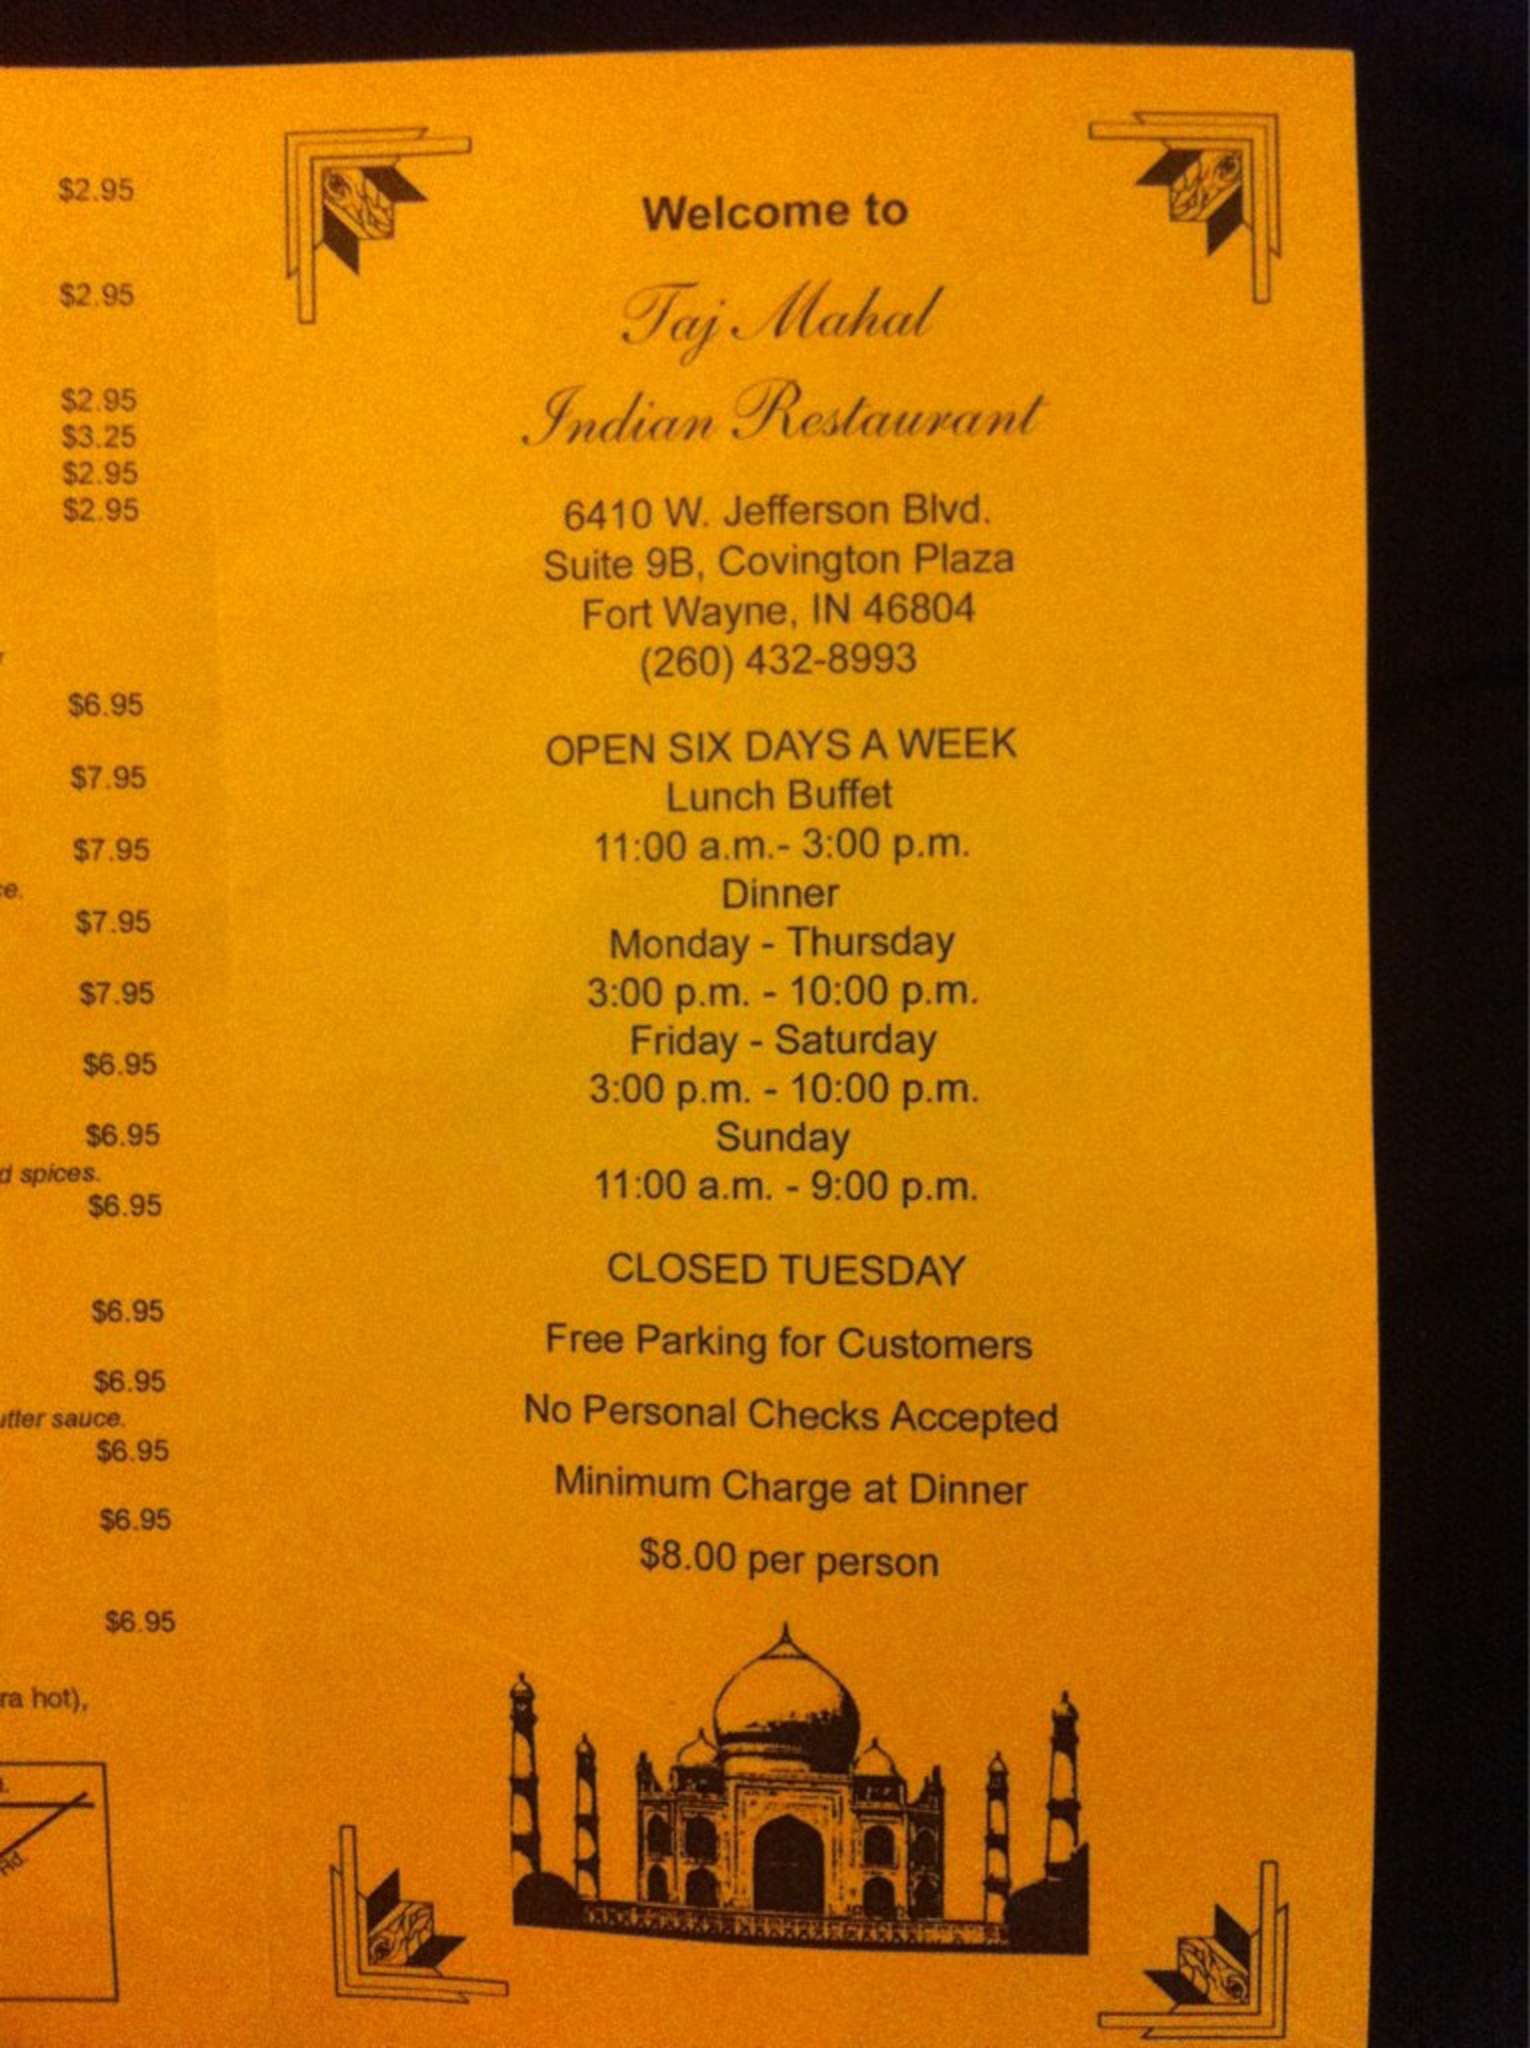 $2.95
$2.95
$2.95
$3.25
$2.95
$2.95
$6.95
$7.95
$7.95
$7.95
$7.95
$6.95
$6.95
d spices.
$6.95
$6.95
$6.95
utter sauce.
$6.95
$6.95
$6.95
ra hot),
Rd.
Welcome to
Taj Mahal
Indian Restaurant
6410 W. Jefferson Blvd.
Suite 9B, Covington Plaza
Fort Wayne, IN 46804
(260) 432-8993
OPEN SIX DAYS A WEEK
Lunch Buffet
11:00 a.m.- 3:00 p.m.
Dinner
Monday - Thursday
3:00 p.m. - 10:00 p.m.
Friday - Saturday
3:00 p.m. - 10:00 p.m.
Sunday
11:00 a.m. - 9:00 p.m.
CLOSED TUESDAY
Free Parking for Customers
No Personal Checks Accepted
Minimum Charge at Dinner
$8.00 per person